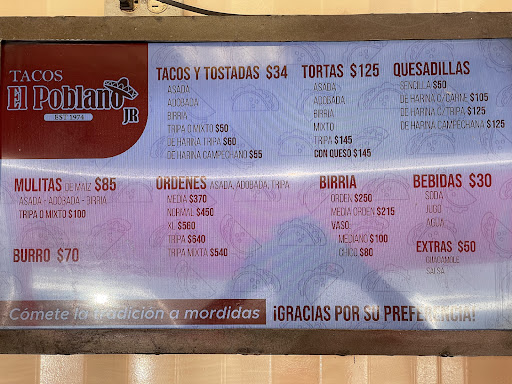 TACOS
El Poblano
JR
EST 1974
TACOS Y TOSTADAS $34
ASADA
ADOBADA
BIRRIA
TRIPA O MIXTO $50
DE HARINA TRIPA $60
DE HARINA CAMPECHANO $55
TORTAS $125
ASADA
ADOBADA
BIRRIA
MIXTO
TRIPA $145
CON QUESO $145
QUESADILLAS
SENCILLA $50
DE HARINA C/CARNE $105
DE HARINA C/TRIPA $125
DE HARINA CAMPECHANA $125
MULITAS DE MAIZ $85
ASADA - ADOBADA - BIRRIA
TRIPA O MIXTO $100
BURRO $70
ÓRDENES ASADA, ADOBADA, TRIPA
MEDIA $370
NORMAL $450
XL $560
TRIPA $640
TRIPA MIXTA $540
BIRRIA
ORDEN $250
MEDIA ORDEN $215
VASO:
MEDIANO $100
CHICO $80
BEBIDAS $30
SODA
JUGO
AGUA
EXTRAS $50
GUACAMOLE
SALSA
Cómete la tradición a mordidas
¡GRACIAS POR SU PREFERENCIA!